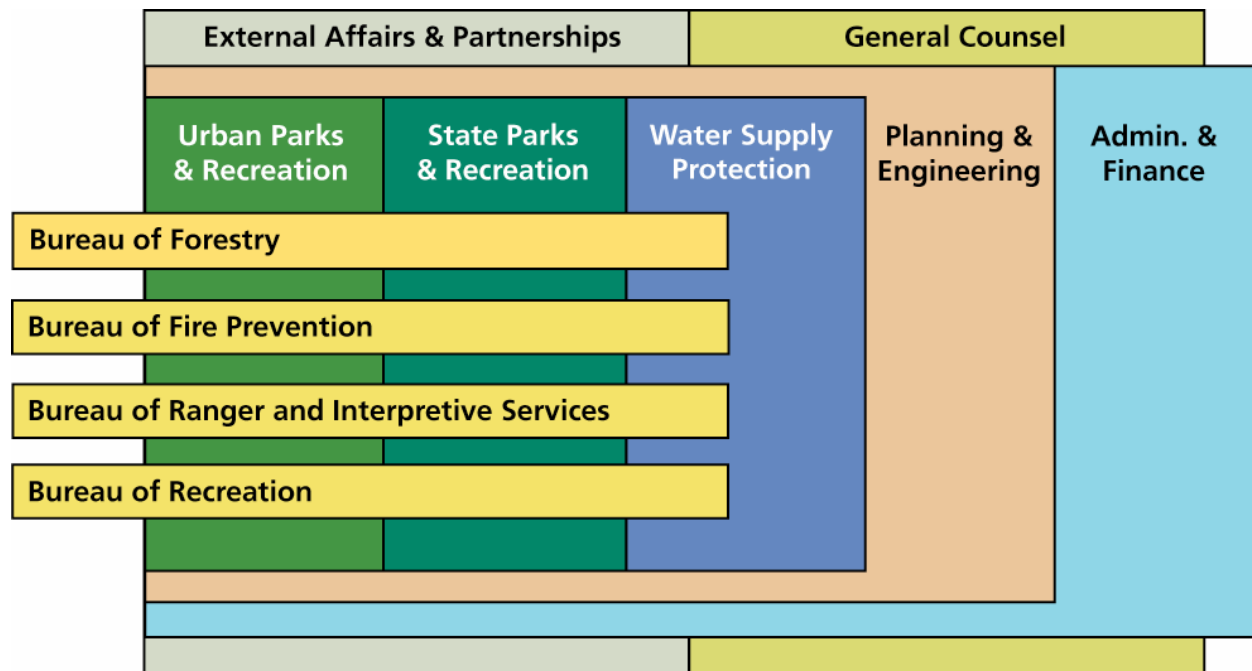 External Affairs & Partnerships
General Counsel
Urban Parks
& Recreation
State Parks
& Recreation
Water Supply
Protection
Planning &
Engineering
Admin. &
Finance
Bureau of Forestry
Bureau of Fire Prevention
Bureau of Ranger and Interpretive Services
Bureau of Recreation